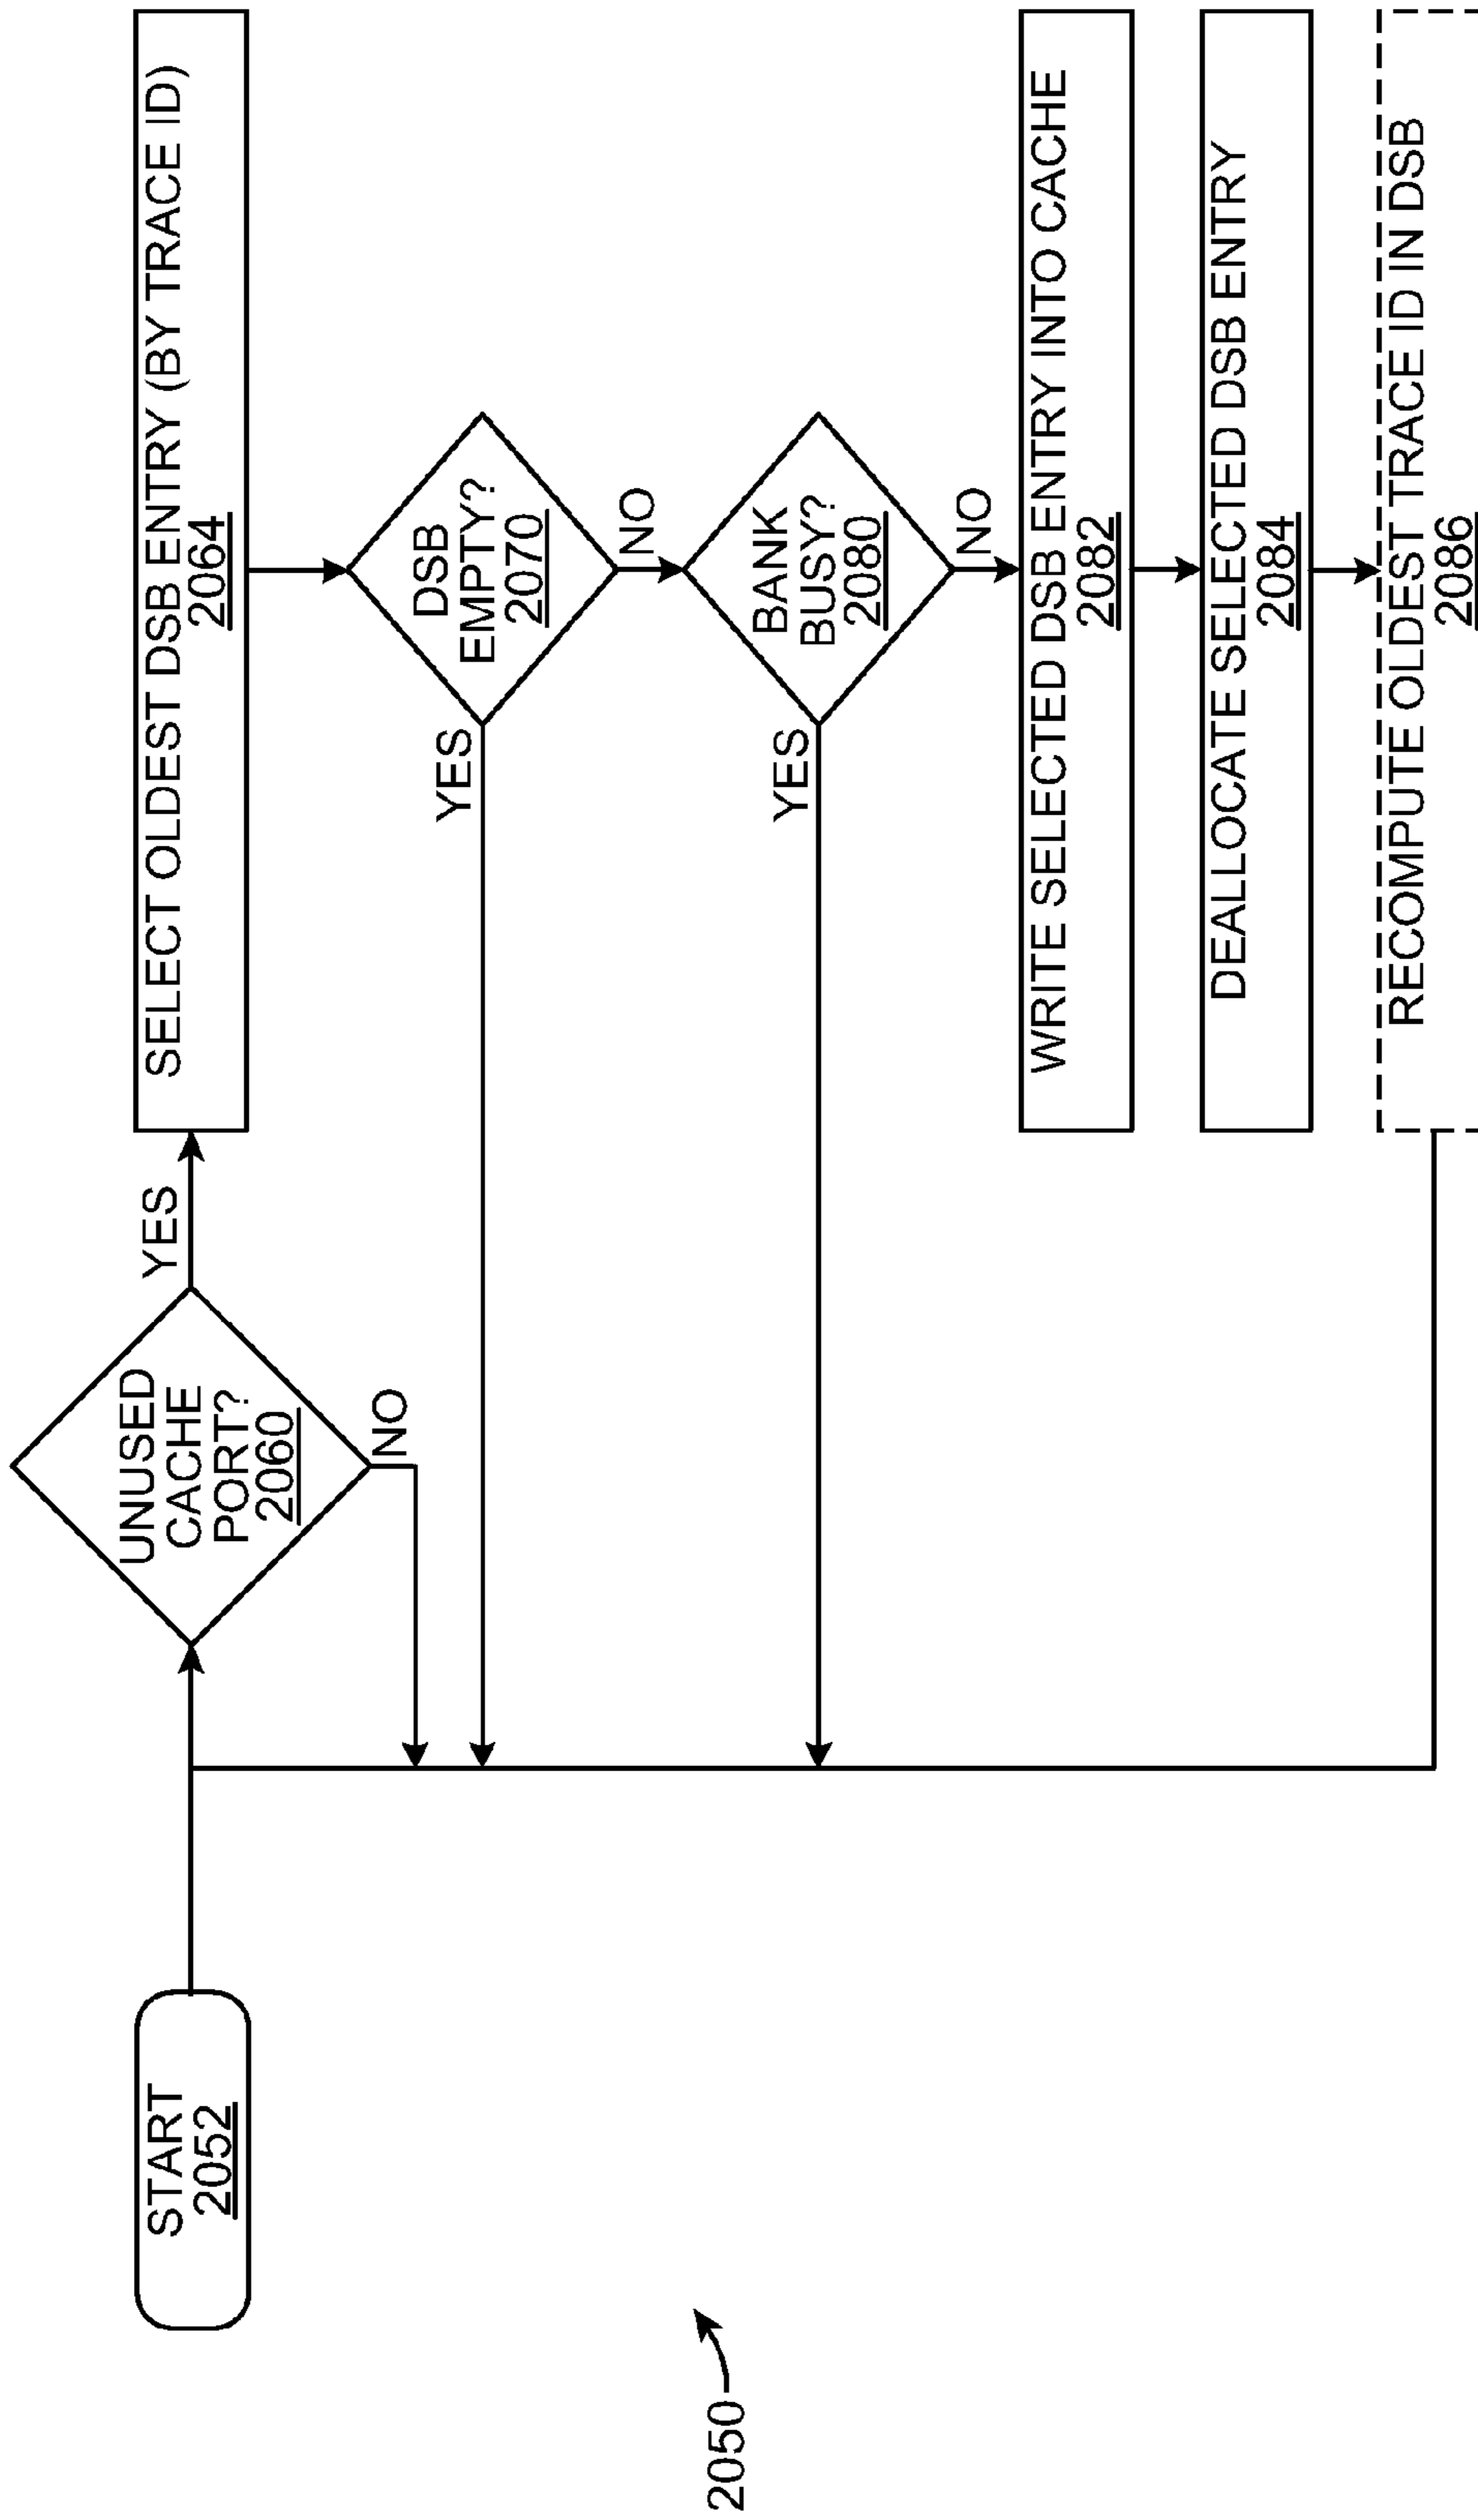 START
2052
UNUSED
CACHE
PORT?
2060
YES
NO
SELECT OLDEST DSB ENTRY (BY TRACE ID)
2064
DSB
EMPTY?
2070
YES
NO
BANK
BUSY?
2080
YES
NO
WRITE SELECTED DSB ENTRY INTO CACHE
2082
DEALLOCATE SELECTED DSB ENTRY
2084
RECOMPUTE OLDEST TRACE ID IN DSB
2086
2050